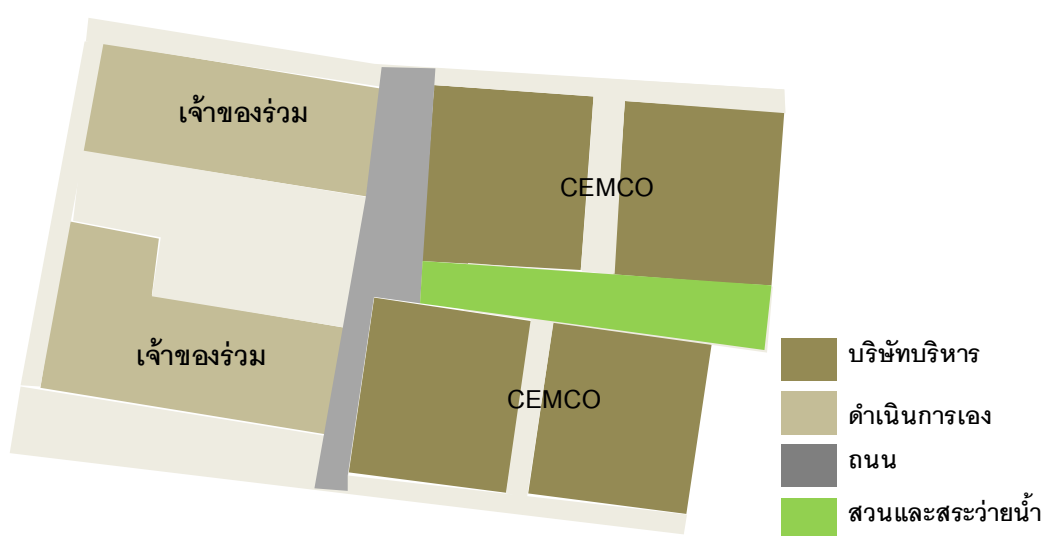 เจ้าของร่วม
CEMCO
เจ้าของร่วม
CEMCO
บริษัทบริหาร
ดำเนินการเอง
ถนน
สวนและสระว่ายน้ำ